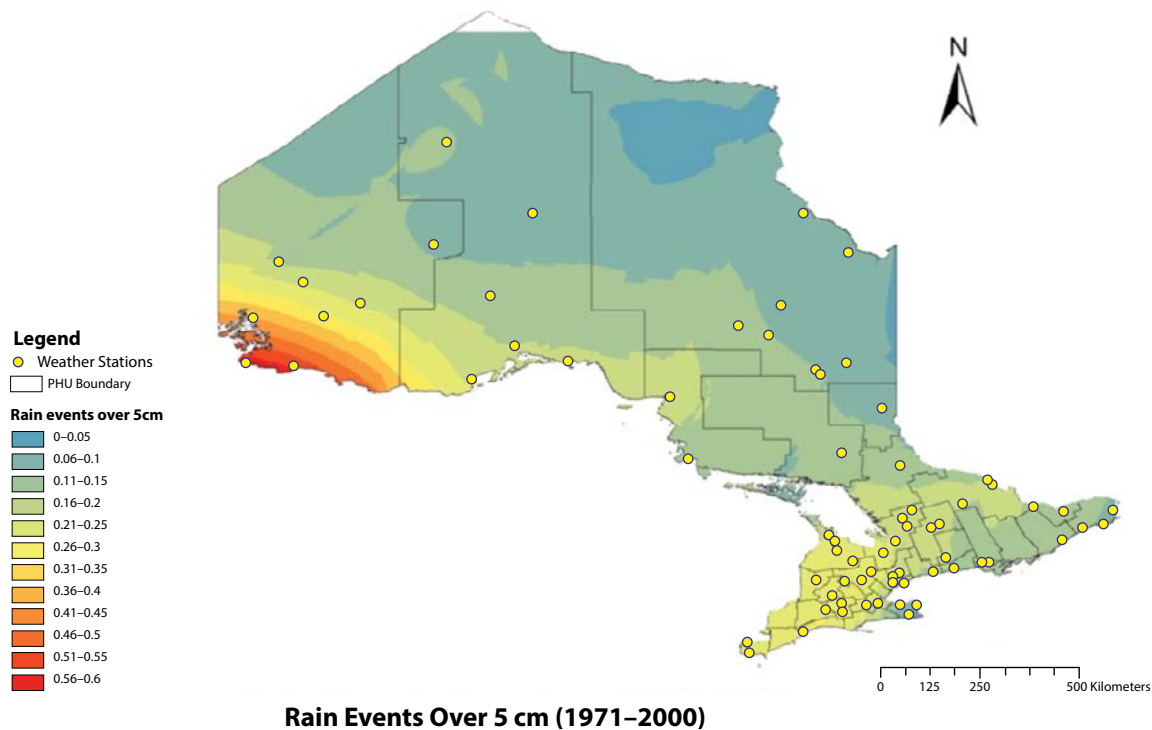 N
Legend
Weather Stations
PHU Boundary
Rain events over 5cm
0–0.05
0.06–0.1
0.11–0.15
0.16–0.2
0.21–0.25
0.26–0.3
0.31–0.35
0.36–0.4
0.41–0.45
0.46–0.5
0.51–0.55
0.56–0.6
0 125 250 500 Kilometers
Rain Events Over 5 cm (1971–2000)